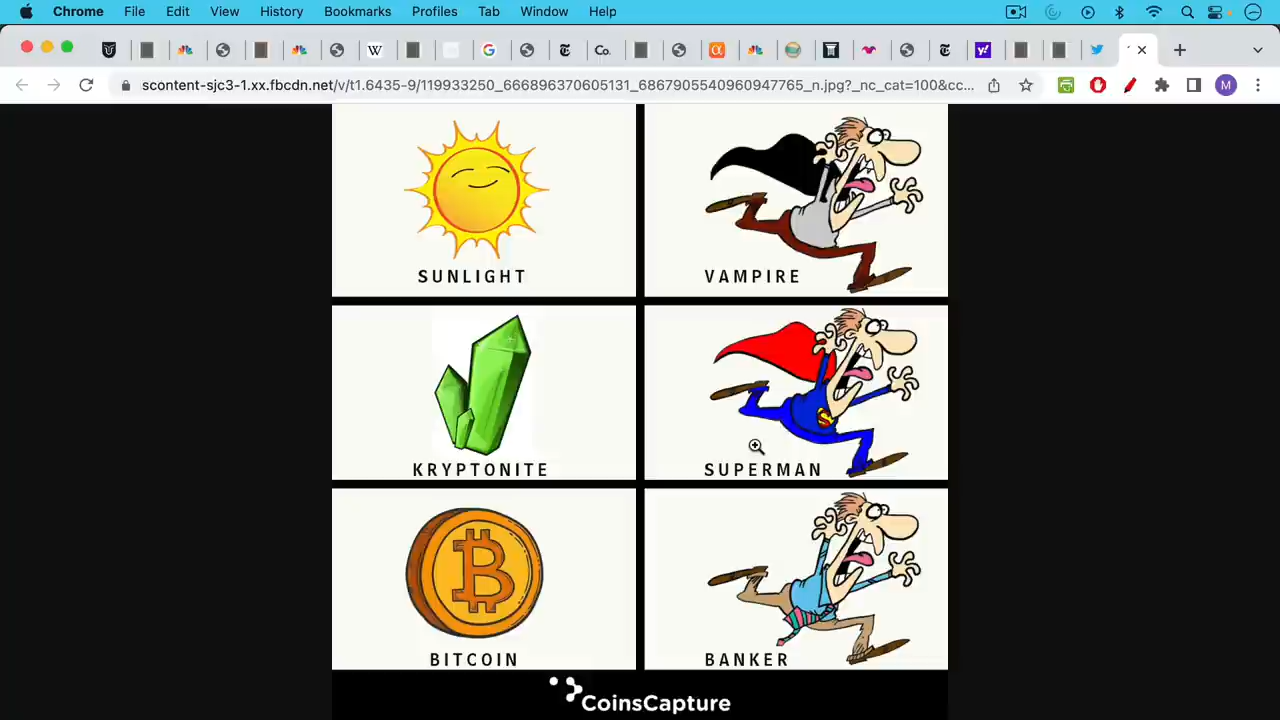 Chrome File Edit View History Bookmarks Profiles Tab Window Help
W G Co. y!
scontent-sjc3-1.xx.fbcdn.net/v/t1.6435-9/119933250_666896370605131_6867905540960947765_n.jpg?_nc_cat=100&cc... M
SUNLIGHT VAMPIRE
KRYPTONITE SUPERMAN
BITCOIN BANKER
CoinsCapture